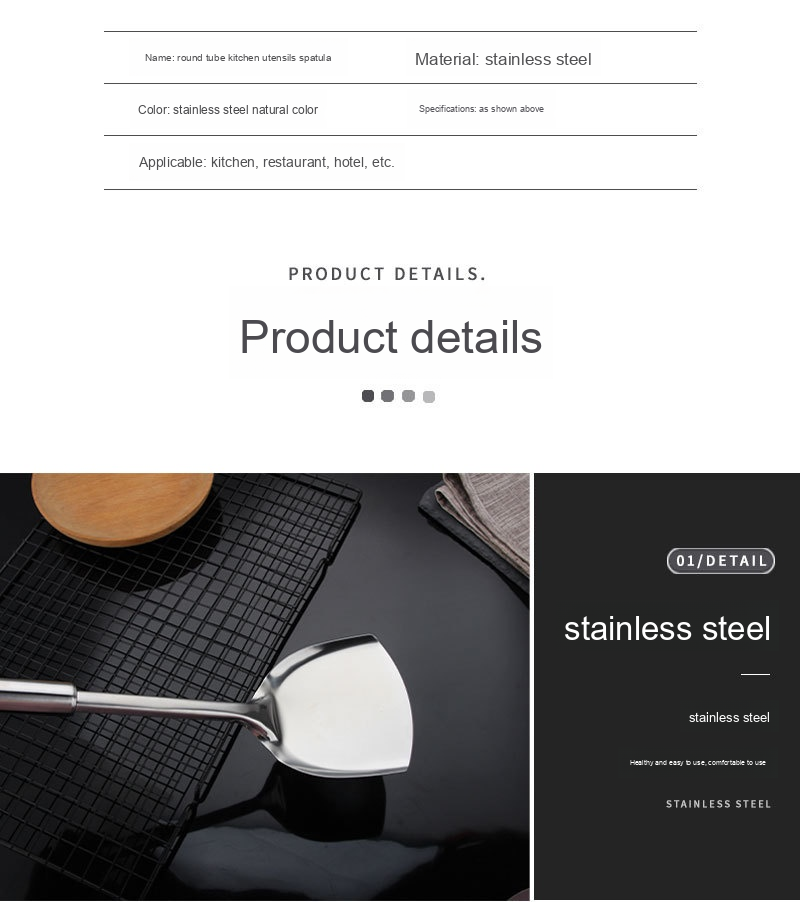 Name: round tube kitchen utensils spatula
Material: stainless steel
Color: stainless steel natural color
Specifications: as shown above
Applicable: kitchen, restaurant, hotel, etc.
PRODUCT DETAILS.
Product details
01/DETAIL
stainless steel
stainless steel
Healthy and easy to use, comfortable to use
STAINLESS STEEL